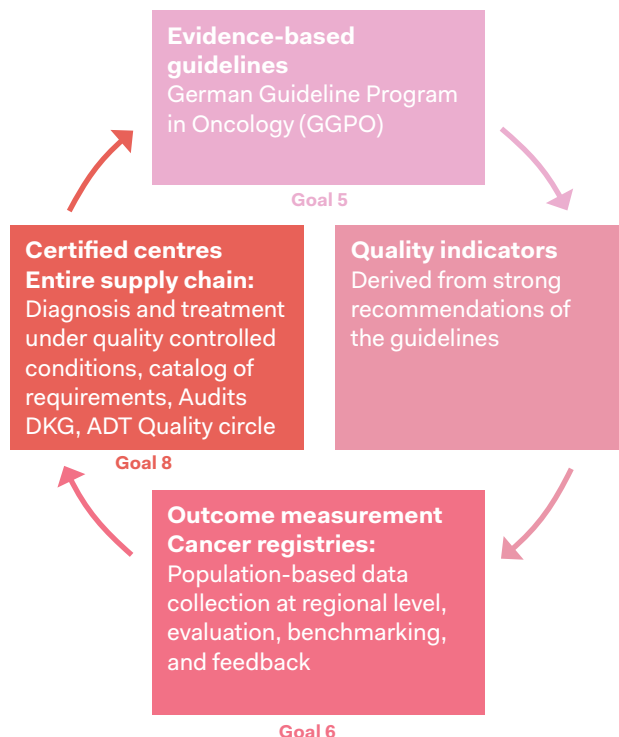 Evidence-based
guidelines
German Guideline Program
in Oncology (GGPO)
Goal 5
Certified centres
Entire supply chain:
Diagnosis and treatment
under quality controlled
conditions, catalog of
requirements, Audits
DKG, ADT Quality circle
Goal 8
Quality indicators
Derived from strong
recommendations of
the guidelines
Outcome measurement
Cancer registries:
Population-based data
collection at regional level,
evaluation, benchmarking,
and feedback
Goal 6